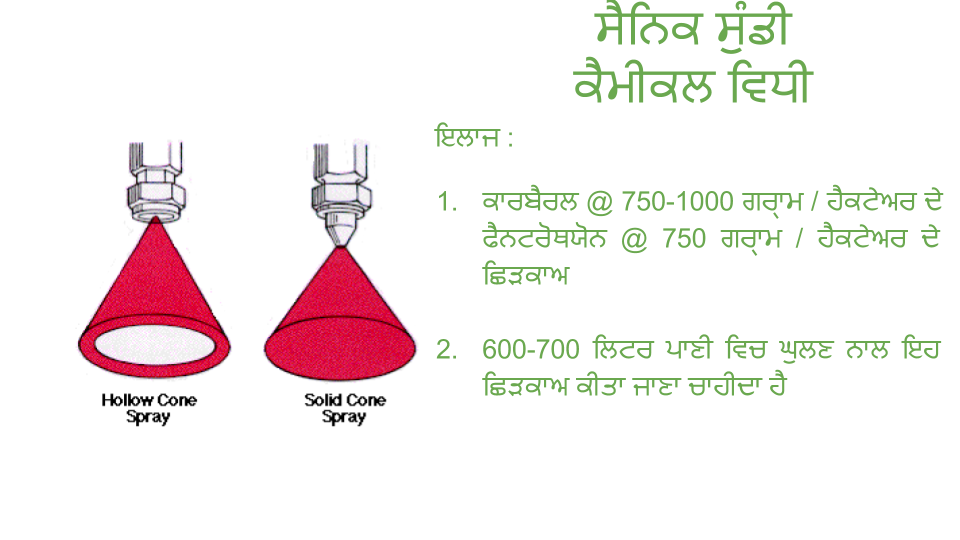 ਸੈਨਿਕ ਸੁੰਡੀ
ਕੈਮੀਕਲ ਵਿਧੀ
ਇਲਾਜ :
1. ਕਾਰਬੈਰਲ @ 750-1000 ਗਰ੍ਾਮ / ਹੈਕਟੇਅਰ ਦੇ
ਫੈਨਟਰੋਥਯੋਨ @ 750 ਗਰ੍ਾਮ / ਹੈਕਟੇਅਰ ਦੇ
ਛਿੜਕਾਅ
2. 600-700 ਲਿਟਰ ਪਾਣੀ ਵਿਚ ਘੁਲਣ ਨਾਲ ਇਹ
ਛਿੜਕਾਅ ਕੀਤਾ ਜਾਣਾ ਚਾਹੀਦਾ ਹੈ
Hollow Cone
Spray
Solid Cone
Spray